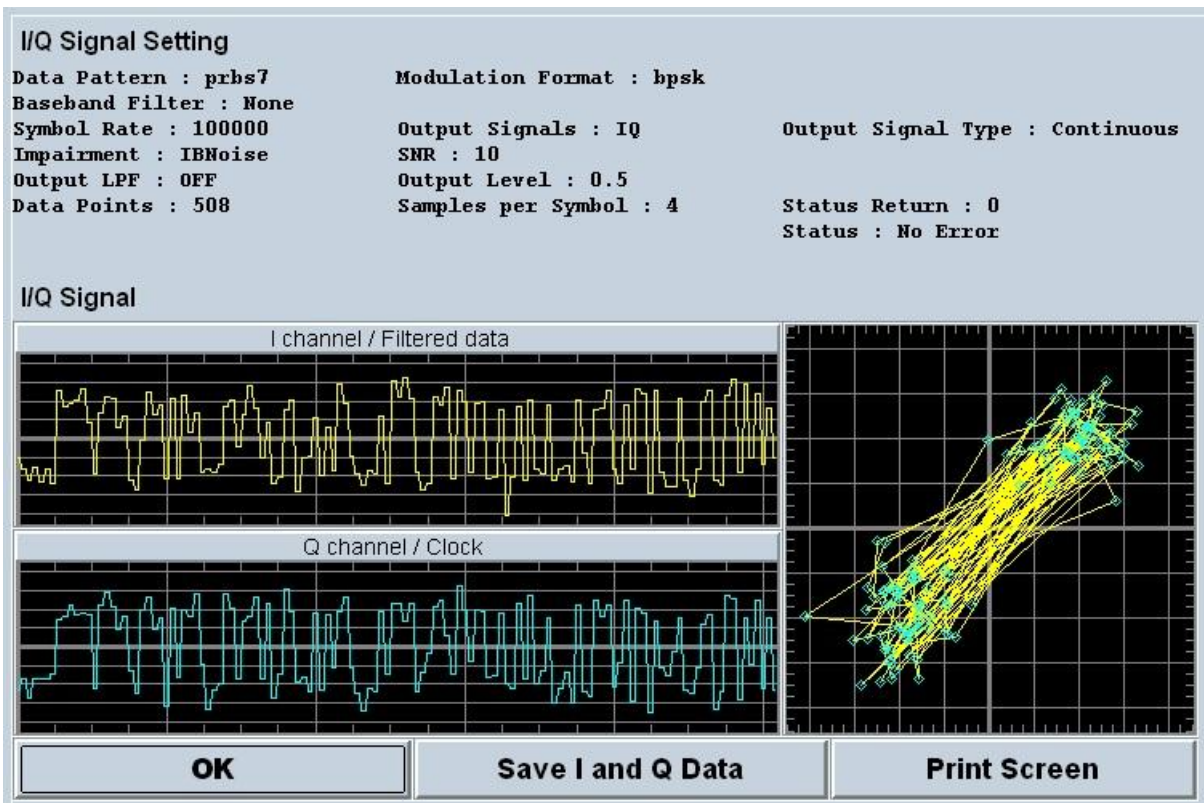 I/Q Signal Setting
Data Pattern : prbs7 Modulation Format : bpsk
Baseband Filter : None
Symbol Rate : 100000 Output Signals : IQ Output Signal Type : Continuous
Impairment : IBNoise SNR : 10
Output LPF : OFF Output Level : 0.5
Data Points : 508 Samples per Symbol : 4 Status Return : 0
Status : No Error
I/Q Signal
I channel / Filtered data
Q channel / Clock
OK Save I and Q Data Print Screen